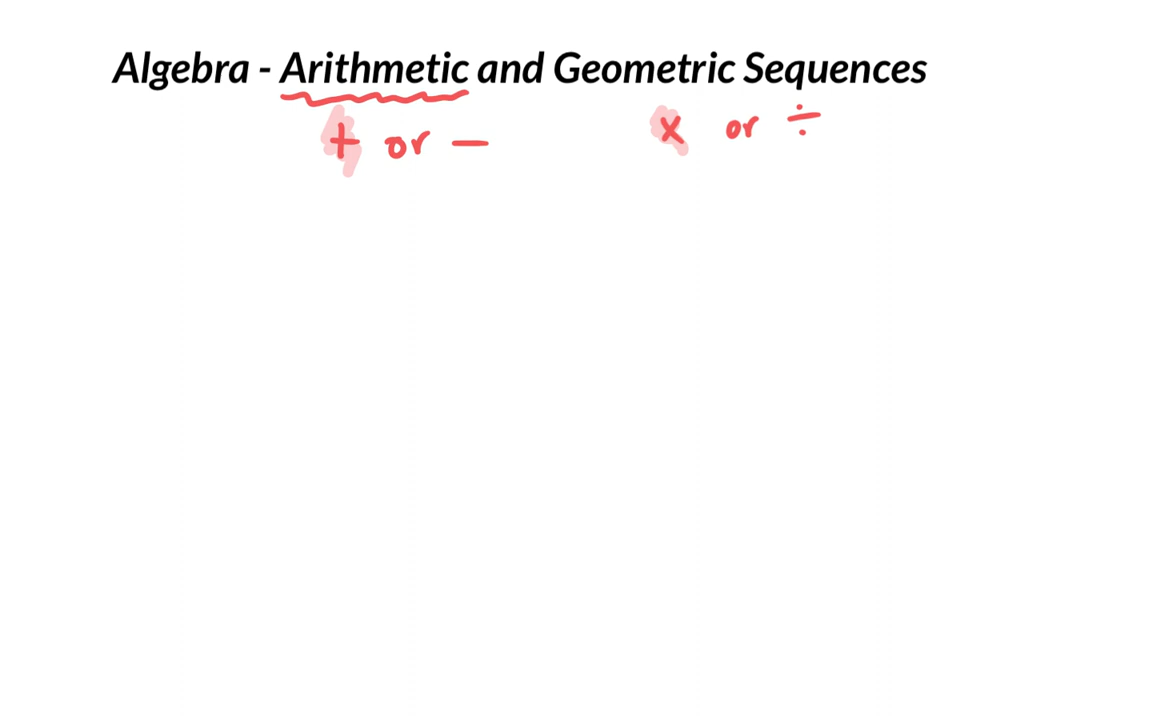 Algebra - Arithmetic and Geometric Sequences
+ or − x or ÷